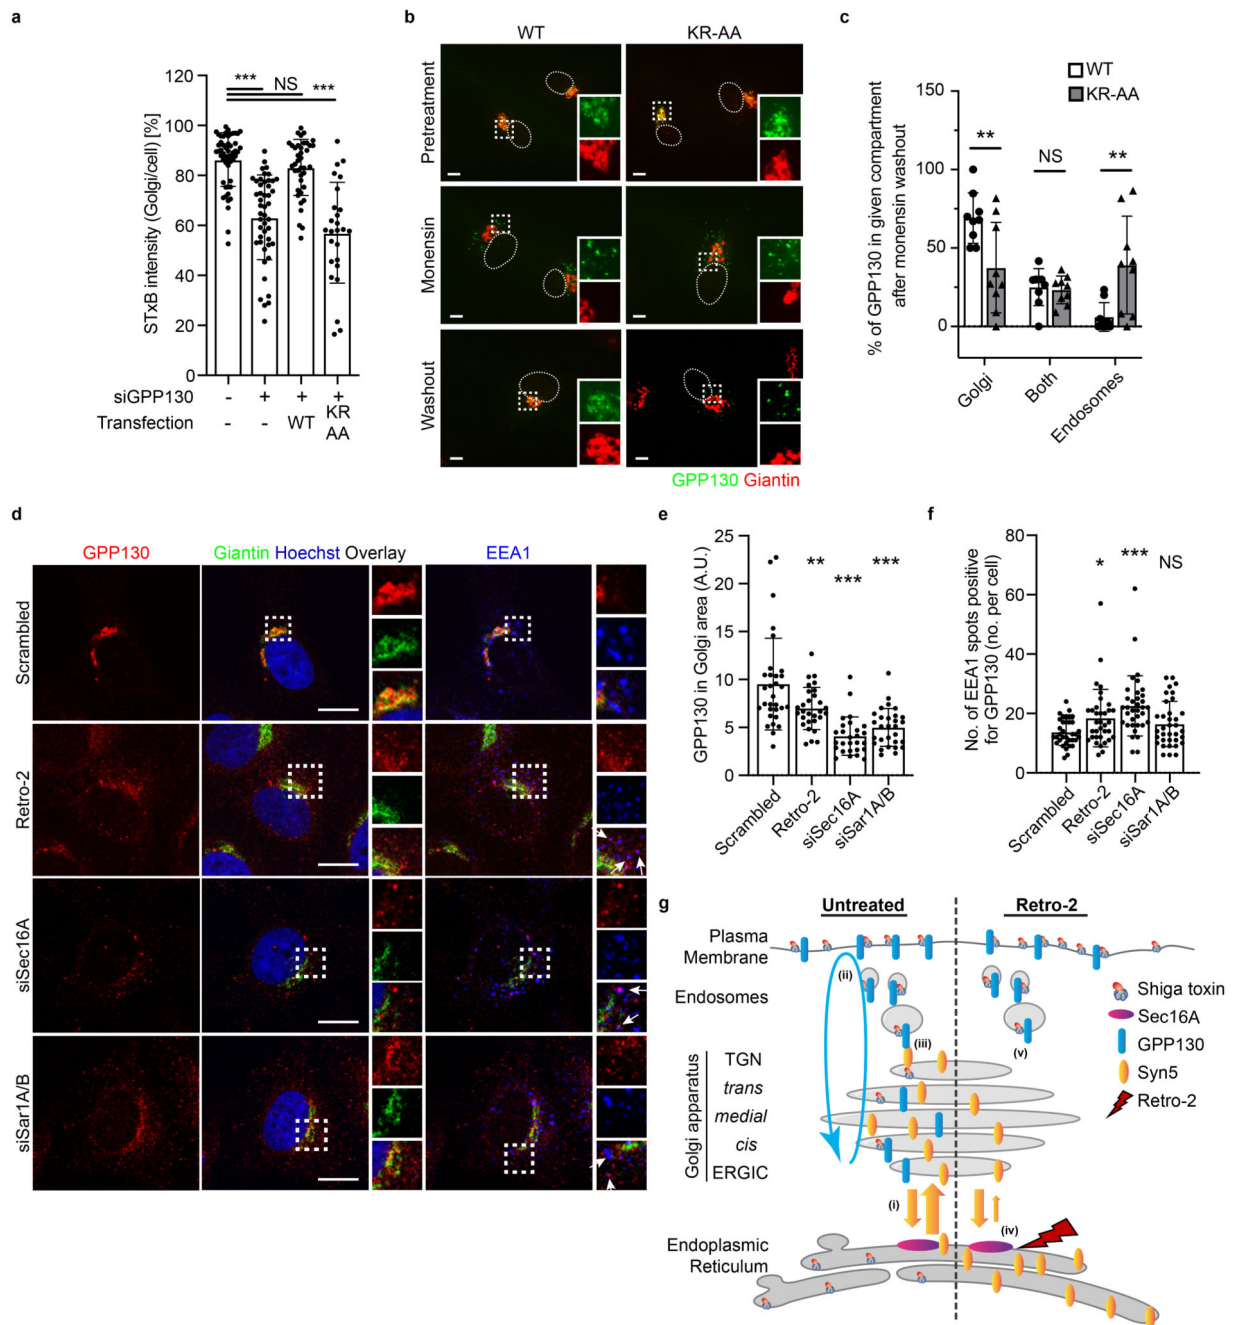 a
STxB intensity (Golgi/cell) [%]
120
100
80
60
40
20
0
*** NS ***
siGPP130 - + + +
Transfection - - WT KR
AA
b
WT KR-AA
Pretreatment
Monensin
Washout
GPP130 Giantin
c
WT
KR-AA
% of GPP130 in given compartment
after monensin washout
150
100
50
0
** NS **
Golgi Both Endosomes
d
GPP130 Giantin Hoechst Overlay EEA1
Scrambled
Retro-2
siSec16A
siSar1A/B
e
GPP130 in Golgi area (A.U.)
25
20
15
10
5
0
** *** ***
Scrambled Retro-2 siSec16A siSar1A/B
f
No. of EEA1 spots positive
for GPP130 (no. per cell)
80
60
40
20
0
* *** NS
Scrambled Retro-2 siSec16A siSar1A/B
g
Untreated Retro-2
Plasma
Membrane
(ii)
Endosomes
(iii) (v)
Golgi apparatus
TGN
trans
medial
cis
ERGIC
(i) (iv)
Endoplasmic
Reticulum
Shiga toxin
Sec16A
GPP130
Syn5
Retro-2